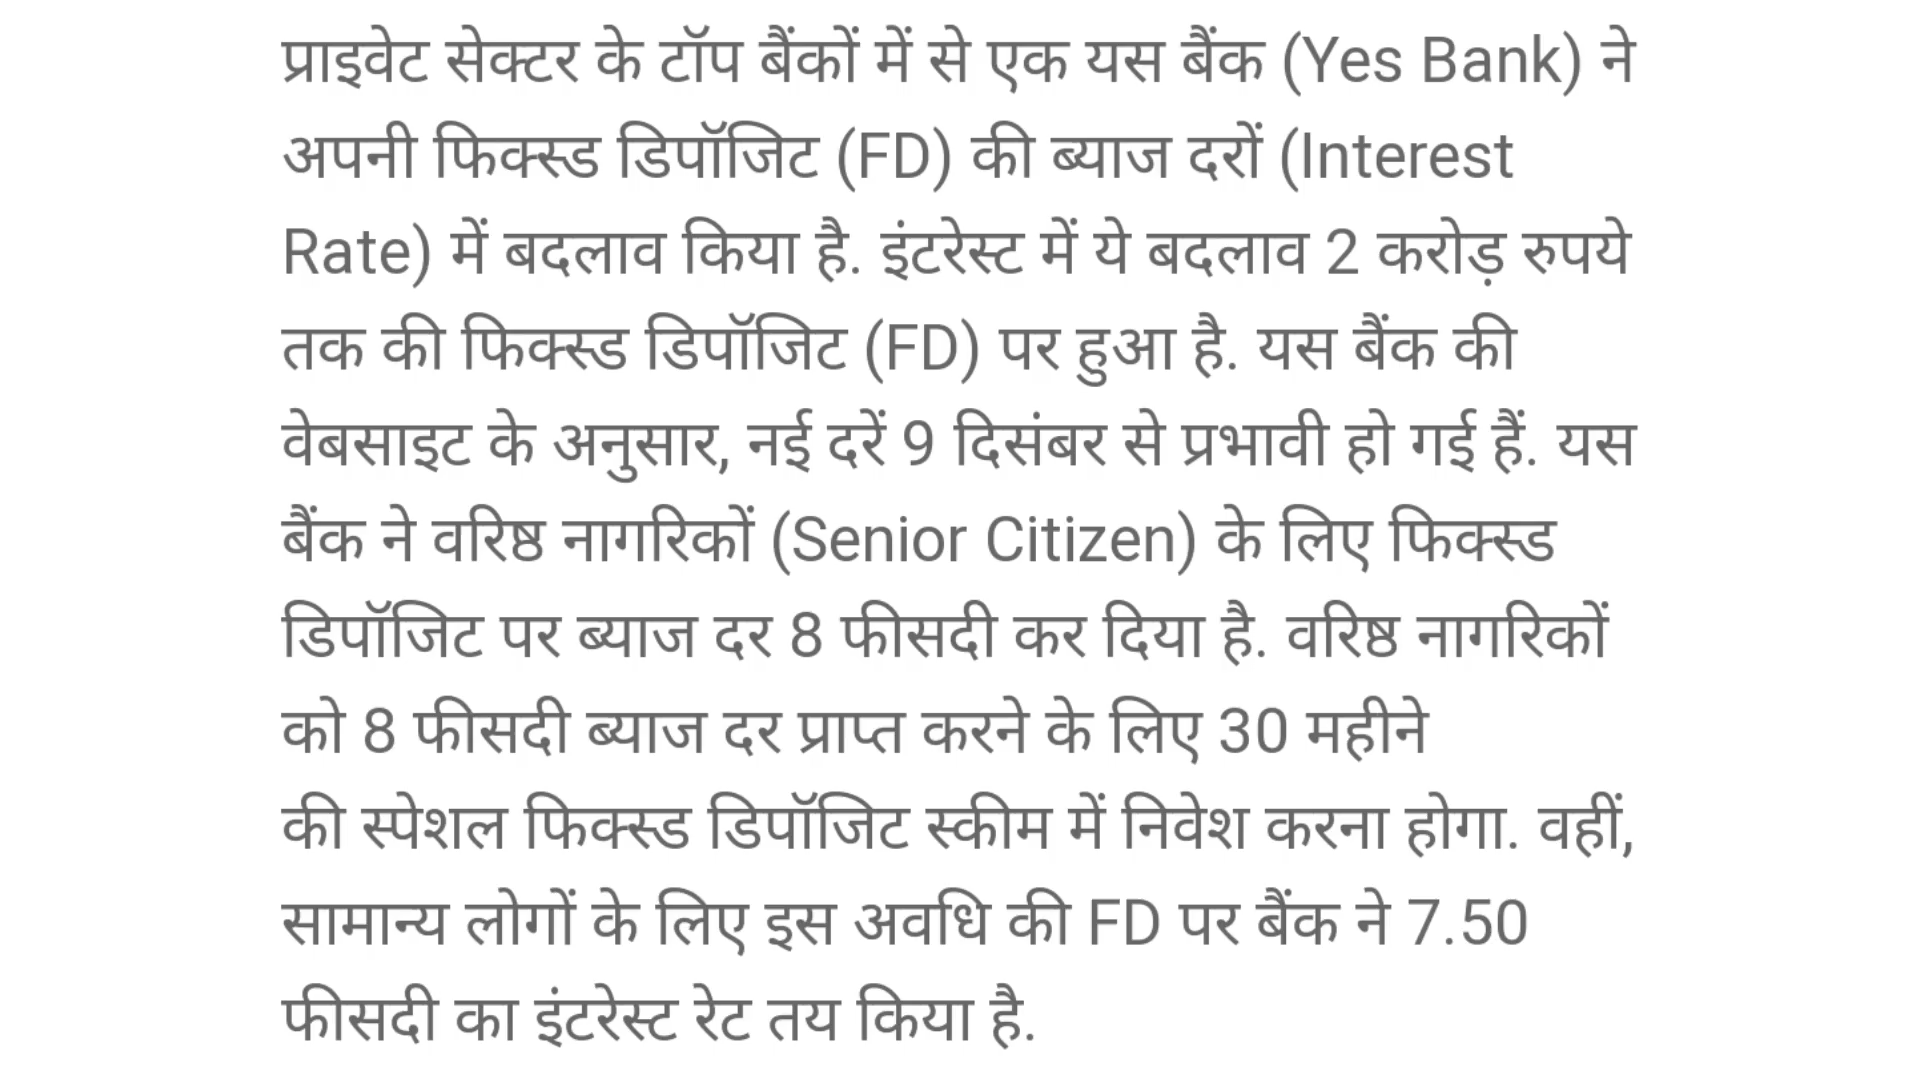 प्राइवेट सेक्टर के टॉप बैंकों में से एक यस बैंक (Yes Bank) ने
अपनी फिक्स्ड डिपॉजिट (FD) की ब्याज दरों (Interest
Rate) में बदलाव किया है. इंटरेस्ट में ये बदलाव 2 करोड़ रुपये
तक की फिक्स्ड डिपॉजिट (FD) पर हुआ है. यस बैंक की
वेबसाइट के अनुसार, नई दरें 9 दिसंबर से प्रभावी हो गई हैं. यस
बैंक ने वरिष्ठ नागरिकों (Senior Citizen) के लिए फिक्स्ड
डिपॉजिट पर ब्याज दर 8 फीसदी कर दिया है. वरिष्ठ नागरिकों
को 8 फीसदी ब्याज दर प्राप्त करने के लिए 30 महीने
की स्पेशल फिक्स्ड डिपॉजिट स्कीम में निवेश करना होगा. वहीं,
सामान्य लोगों के लिए इस अवधि की FD पर बैंक ने 7.50
फीसदी का इंटरेस्ट रेट तय किया है.